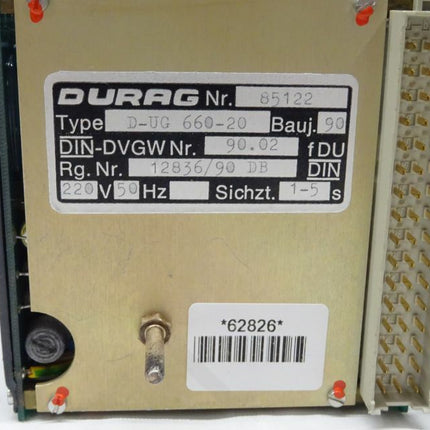 DURAG Nr. 85122
Type D-UG 660-20 Bauj. 90
DIN-DVGW Nr. 90.02 f DU
Rg. Nr. 12836/90 DB DIN
220 V 50 Hz Sichzt. 1-5 s
*62826*